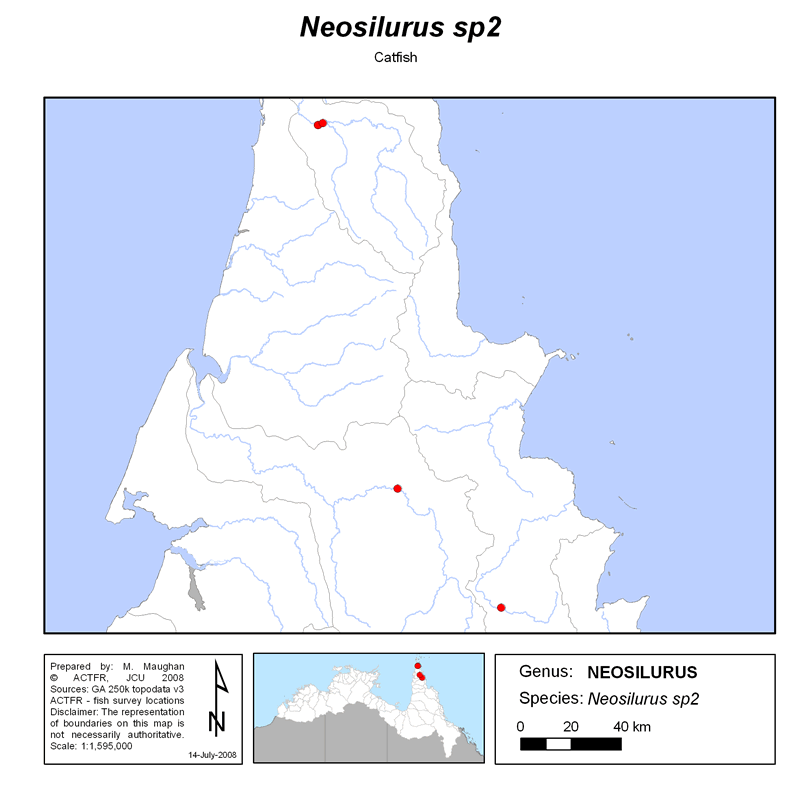 Neosilurus sp2
Catfish
Prepared by: M. Maughan
© ACTFR, JCU 2008
Sources: GA 250k topodata v3
ACTFR - fish survey locations
Disclaimer: The representation
of boundaries on this map is
not necessarily authoritative.
Scale: 1:1,595,000
N
14-July-2008
Genus: NEOSILURUS
Species: Neosilurus sp2
0 20 40 km